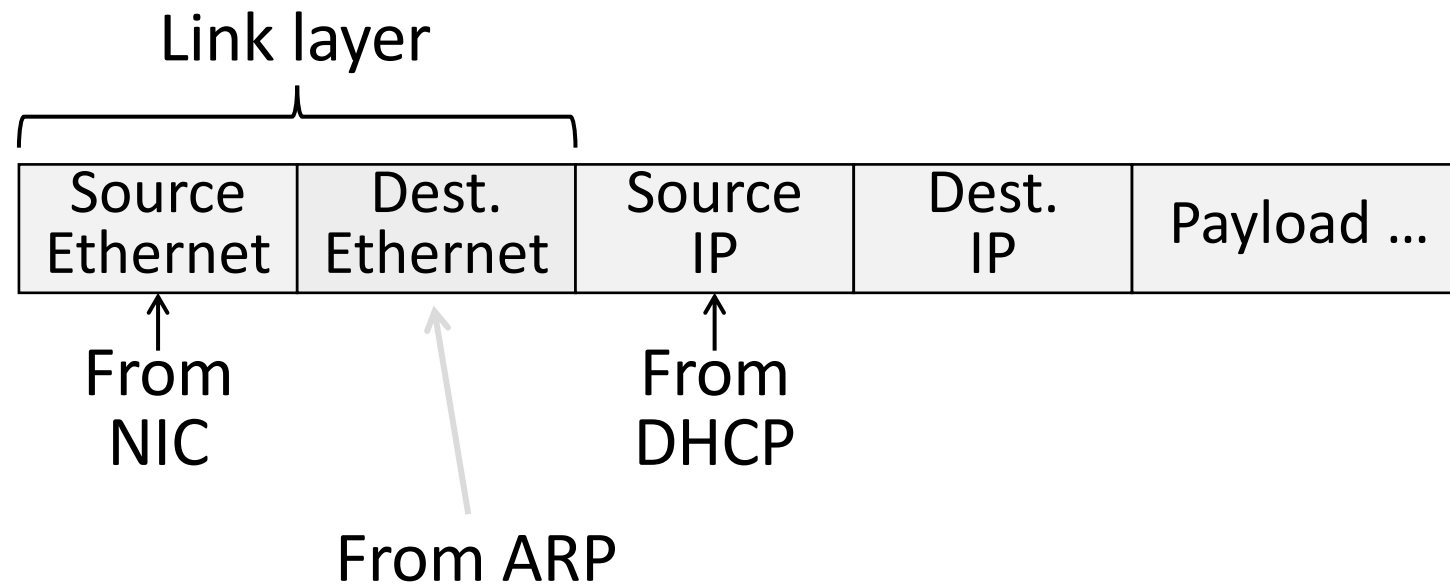 Link layer
Source
Ethernet
Dest.
Ethernet
Source
IP
Dest.
IP
Payload ...
From
NIC
From
DHCP
From ARP